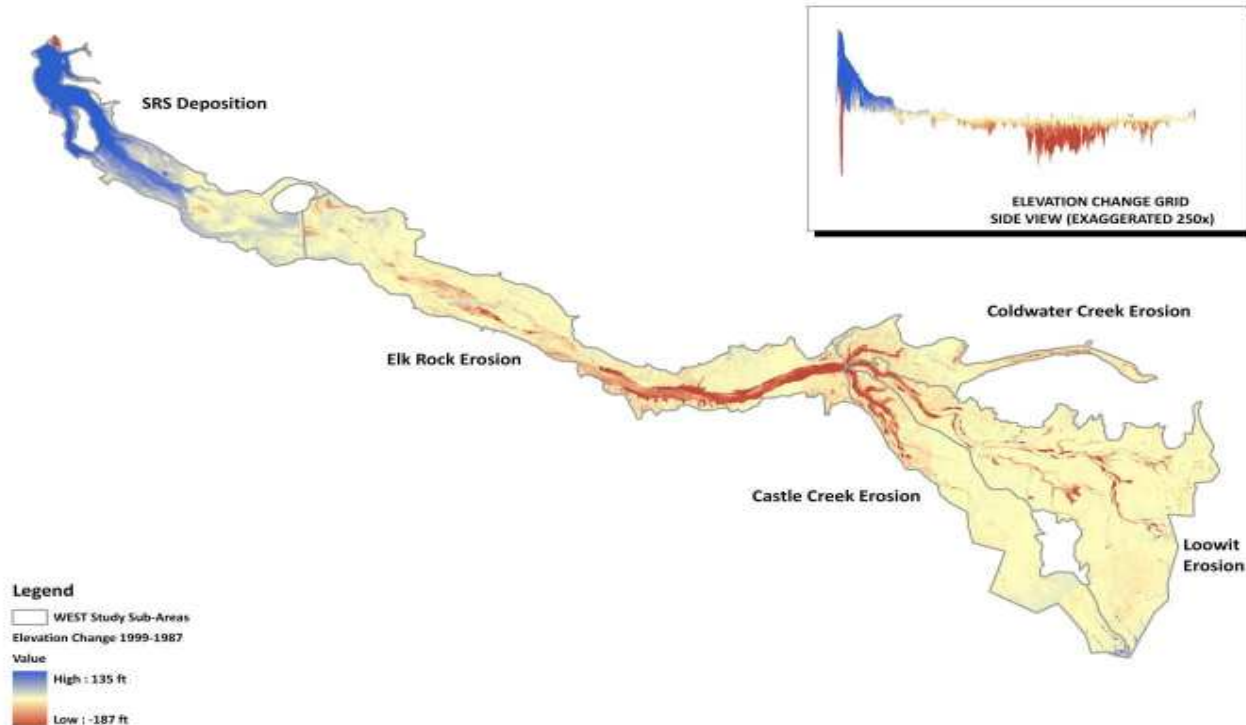 SRS Deposition
ELEVATION CHANGE GRID
SIDE VIEW (EXAGGERATED 250x)
Coldwater Creek Erosion
Elk Rock Erosion
Castle Creek Erosion
Loowit
Erosion
Legend
WEST Study Sub-Areas
Elevation Change 1999-1987
Value
High : 135 ft
Low : -187 ft